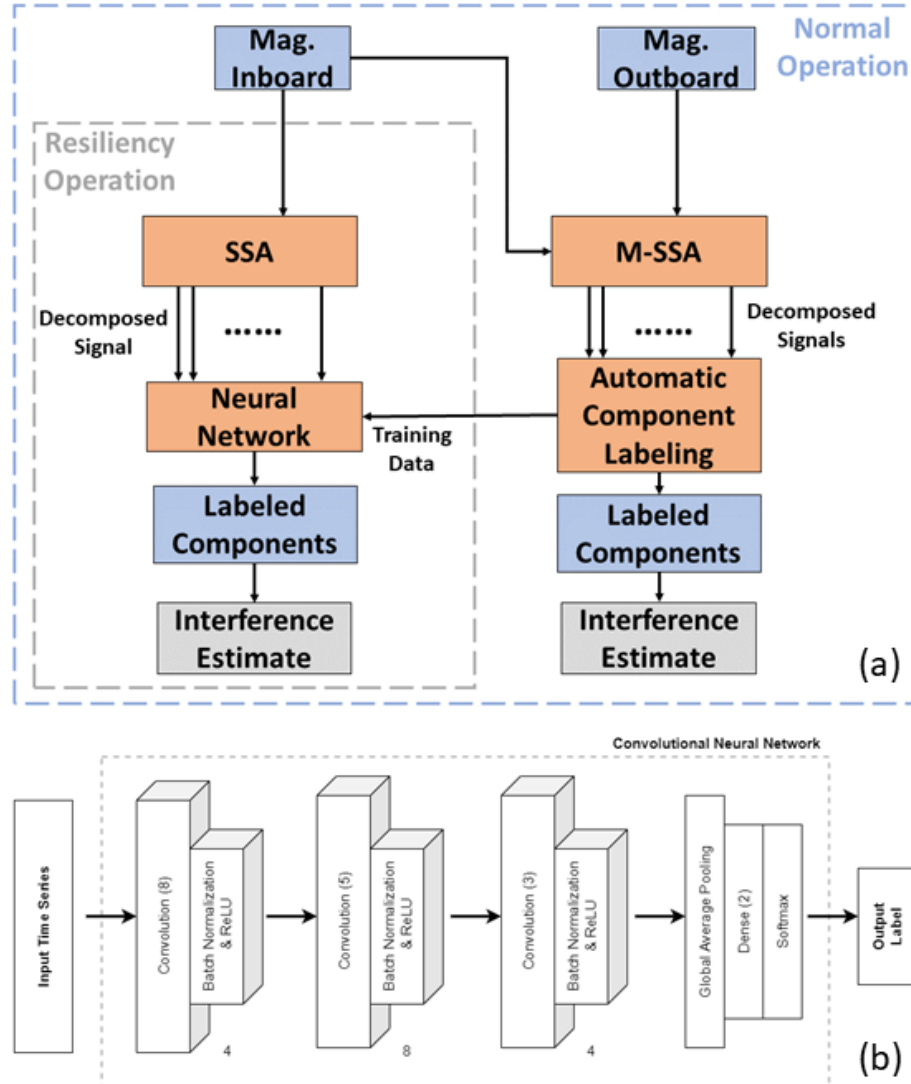 Normal
Operation
Mag.
Inboard
Mag.
Outboard
Resiliency
Operation
SSA
M-SSA
Decomposed
Signal
......
......
Decomposed
Signals
Neural
Network
Training
Data
Automatic
Component
Labeling
Labeled
Components
Labeled
Components
Interference
Estimate
Interference
Estimate
(a)
Convolutional Neural Network
Input Time Series
Convolution (8)
Batch Normalization
& ReLU
4
Convolution (5)
Batch Normalization
& ReLU
8
Convolution (3)
Batch Normalization
& ReLU
4
Global Average Pooling
Dense (2)
Softmax
Output
Label
(b)